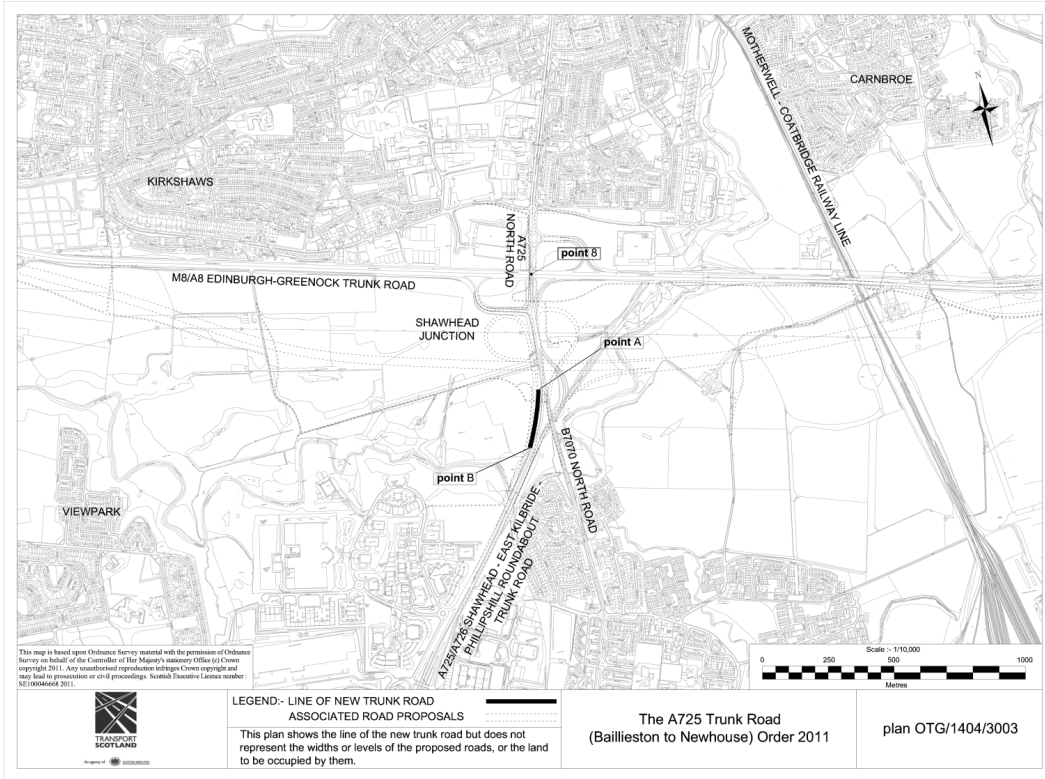 CARNBROE
N
MOTHERWELL - COATBRIDGE RAILWAY LINE
KIRKSHAWS
A725
NORTH ROAD
point 8
M8/A8 EDINBURGH-GREENOCK TRUNK ROAD
SHAWHEAD
JUNCTION
point A
B7070 NORTH ROAD
point B
VIEWPARK
A725/A726 SHAWHEAD - EAST KILBRIDE -
PHILLIPSHILL ROUNDABOUT
TRUNK ROAD
This map is based upon Ordnance Survey material with the permission of Ordnance
Survey on behalf of the Controller of Her Majesty's stationery Office (c) Crown
copyright 2011. Any unauthorised reproduction infringes Crown copyright and
may lead to prosecution or civil proceedings. Scottish Executive Licence number :
SE100046668 2011.
Scale :- 1/10,000
0 250 500 1000
Metres
TRANSPORT
SCOTLAND
An agency of
LEGEND:- LINE OF NEW TRUNK ROAD
ASSOCIATED ROAD PROPOSALS
This plan shows the line of the new trunk road but does not
represent the widths or levels of the proposed roads, or the land
to be occupied by them.
The A725 Trunk Road
(Baillieston to Newhouse) Order 2011
plan OTG/1404/3003